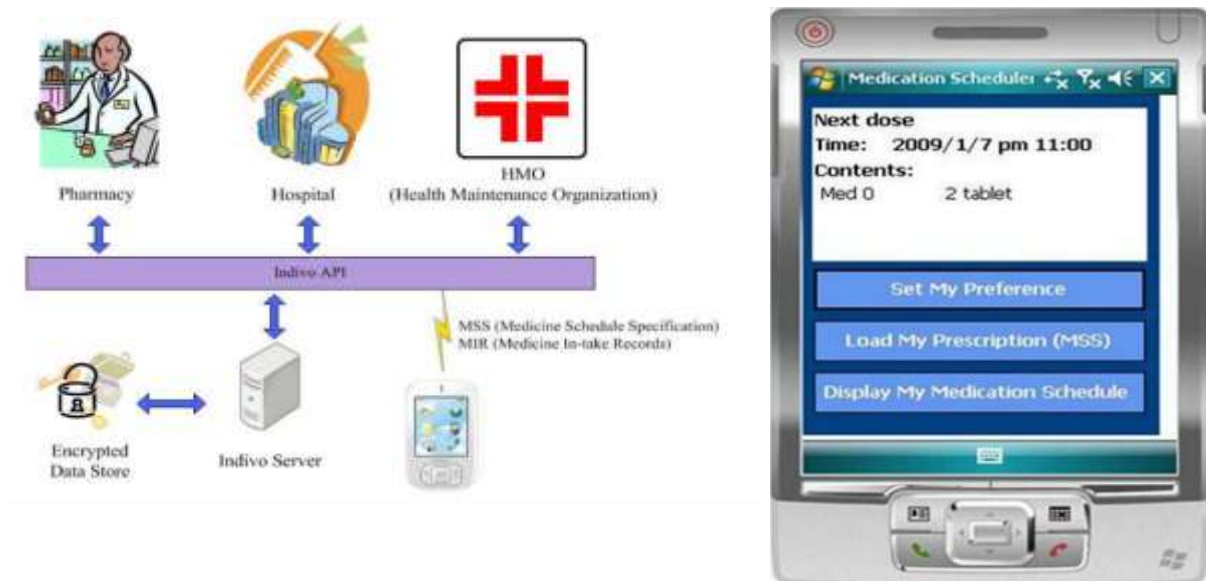 Pharmacy
Hospital
HMO
(Health Maintenance Organization)
Indivo API
MSS (Medicine Schedule Specification)
MIR (Medicine In-take Records)
Encrypted
Data Store
Indivo Server
Medication Scheduler
Next dose
Time: 2009/1/7 pm 11:00
Contents:
Med 0 2 tablet
Set My Preference
Load My Prescription (MSS)
Display My Medication Schedule